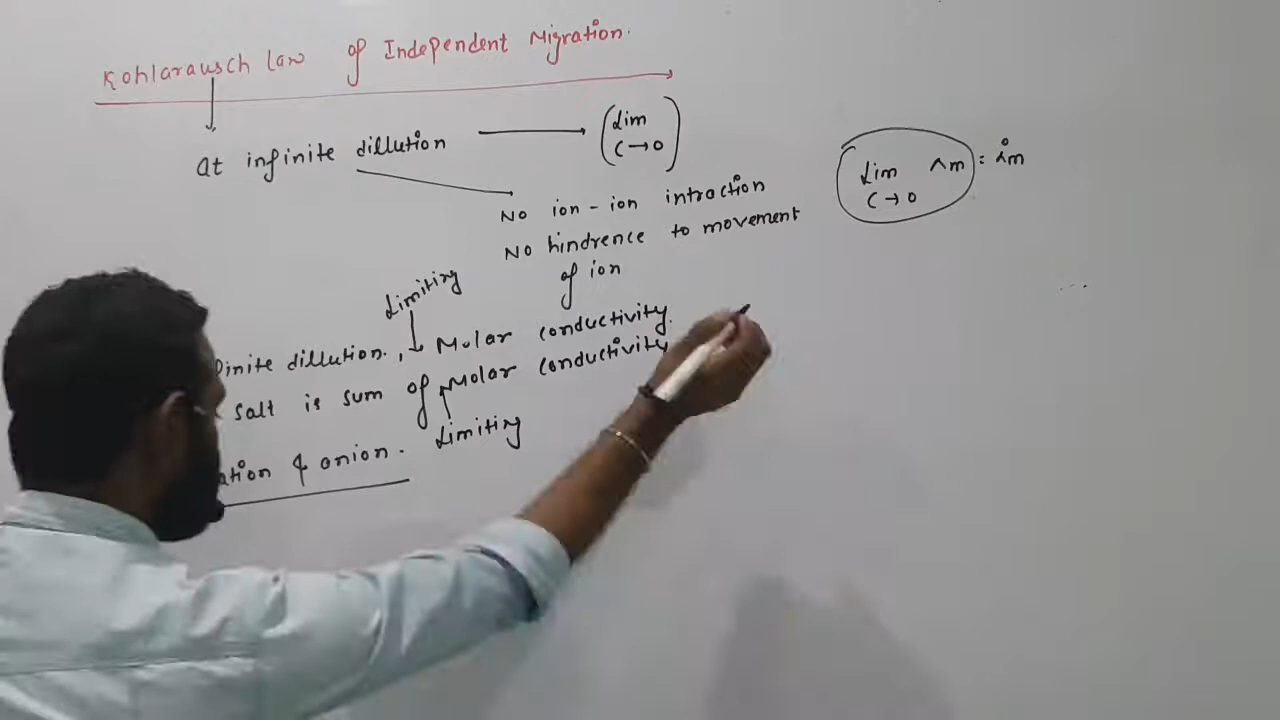 Kohlarausch Law of Independent Migration.
At infinite dillution
Lim
C → 0
No ion - ion intraction
No hindrence to movement
of ion
Lim Λm = Λ°m
C → 0
Limiting
finite dillution., Molar conductivity.
salt is sum of Molar conductivity
ation & anion. Limiting